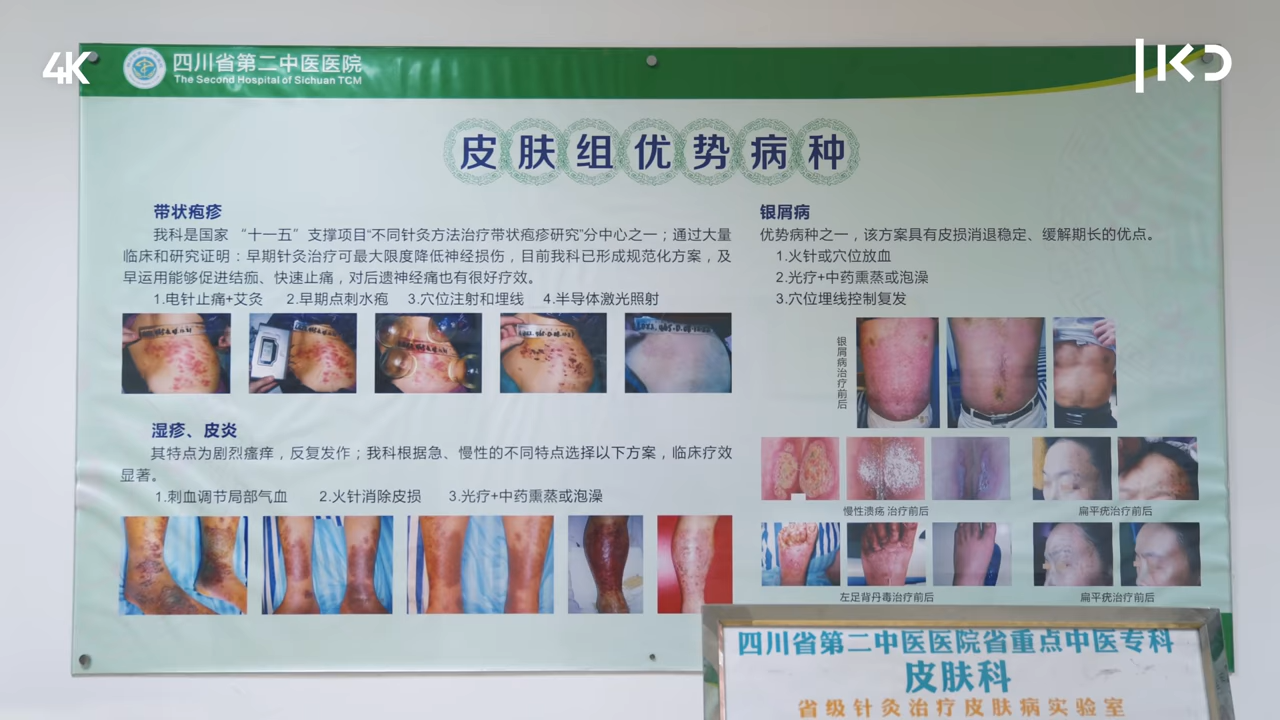 4K
四川省第二中医医院
The Second Hospital of Sichuan TCM
KD
皮肤组优势病种
带状疱疹
我科是国家 “十一五” 支撑项目“不同针灸方法治疗带状疱疹研究”分中心之一；通过大量
临床和研究证明：早期针灸治疗可最大限度降低神经损伤，目前我科已形成规范化方案，及
早运用能够促进结痂、快速止痛，对后遗神经痛也有很好疗效。
1.电针止痛+艾灸 2.早期点刺水疱 3.穴位注射和埋线 4.半导体激光照射
湿疹、皮炎
其特点为剧烈瘙痒，反复发作；我科根据急、慢性的不同特点选择以下方案，临床疗效
显著。
1.刺血调节局部气血 2.火针消除皮损 3.光疗+中药熏蒸或泡澡
银屑病
优势病种之一，该方案具有皮损消退稳定、缓解期长的优点。
1.火针或穴位放血
2.光疗+中药熏蒸或泡澡
3.穴位埋线控制复发
银屑病治疗前后
慢性溃疡 治疗前后
扁平疣治疗前后
左足背丹毒治疗前后
扁平疣治疗前后
四川省第二中医医院省重点中医专科
皮肤科
省级针灸治疗皮肤病实验室